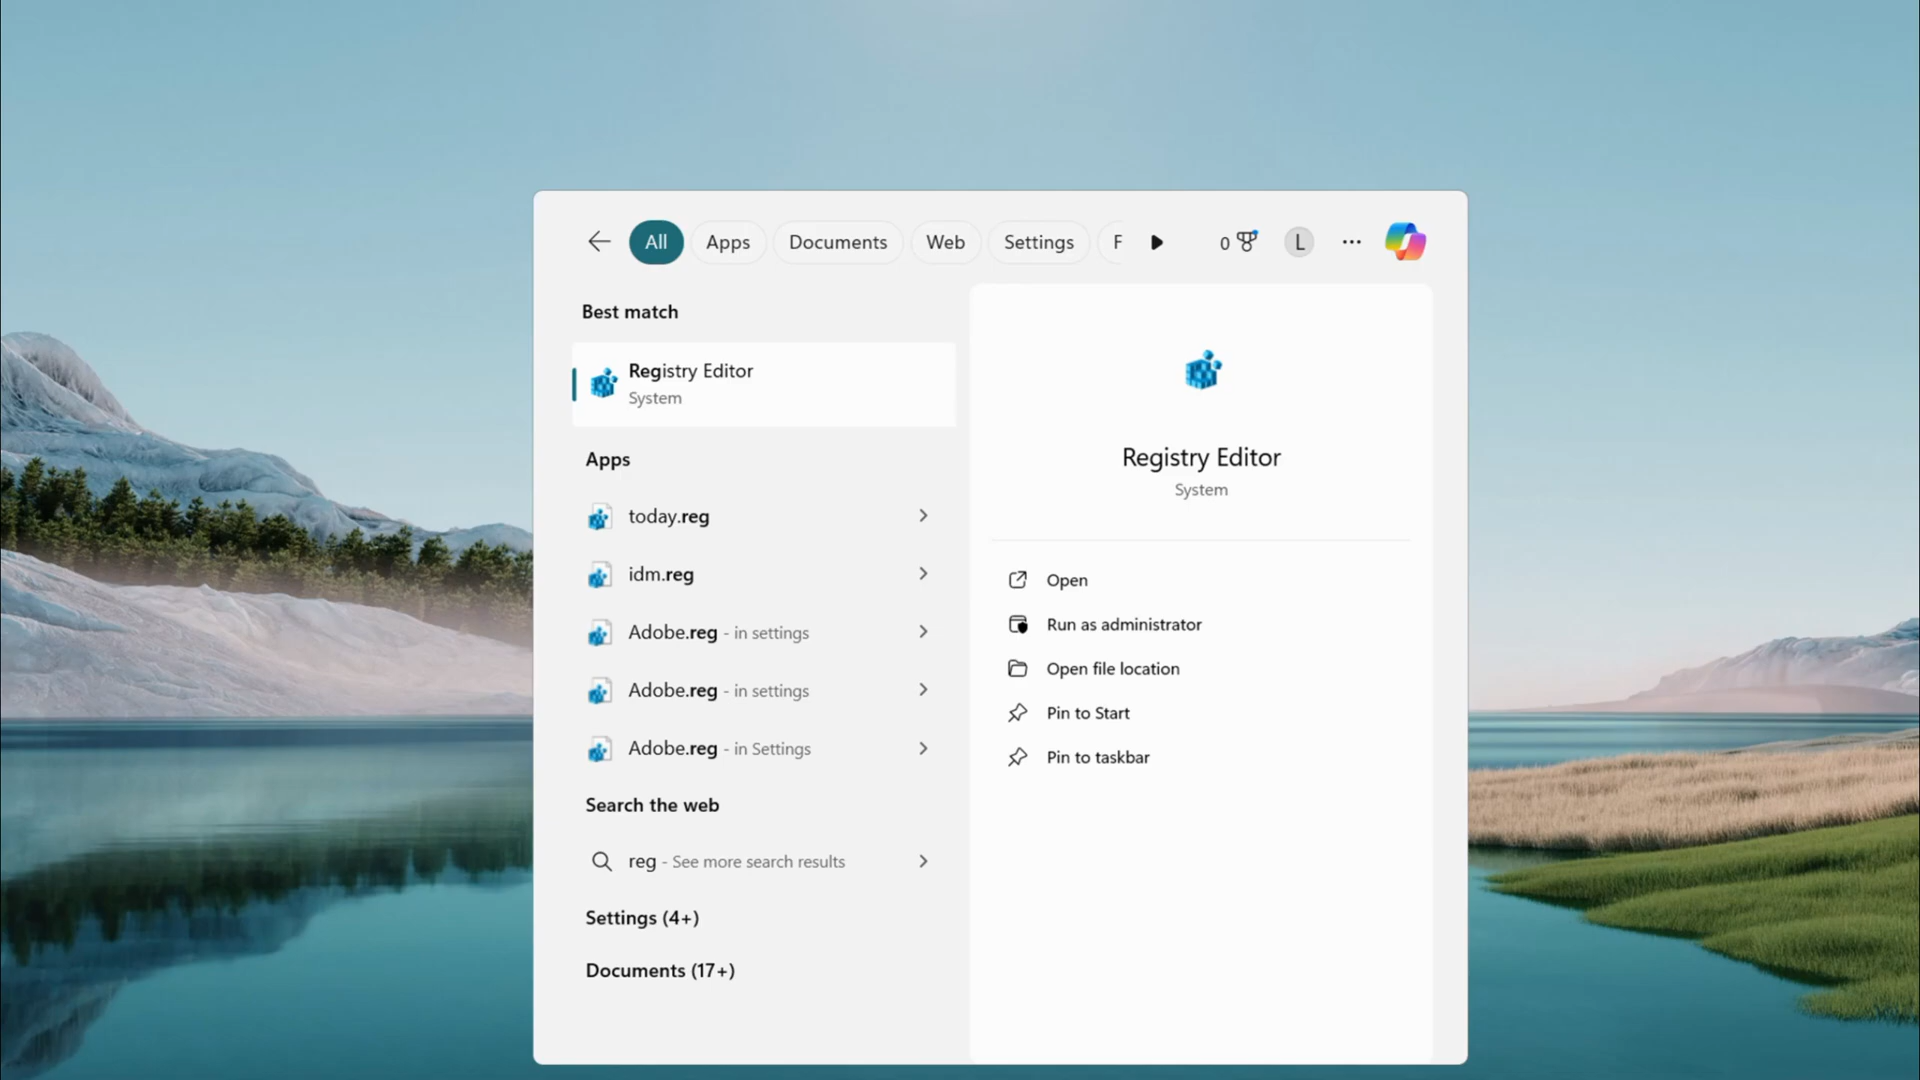 All
Apps
Documents
Web
Settings
F
0
L
Best match
Registry Editor
System
Apps
today.reg
idm.reg
Adobe.reg - in settings
Adobe.reg - in settings
Adobe.reg - in Settings
Search the web
reg - See more search results
Settings (4+)
Documents (17+)
Registry Editor
System
Open
Run as administrator
Open file location
Pin to Start
Pin to taskbar